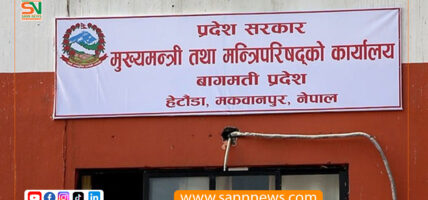 SN
प्रदेश सरकार
मुख्यमन्त्री तथा मन्त्रिपरिषद्को कार्यालय
बागमती प्रदेश
हेटौंडा, मकवानपुर, नेपाल
www.sannnews.com